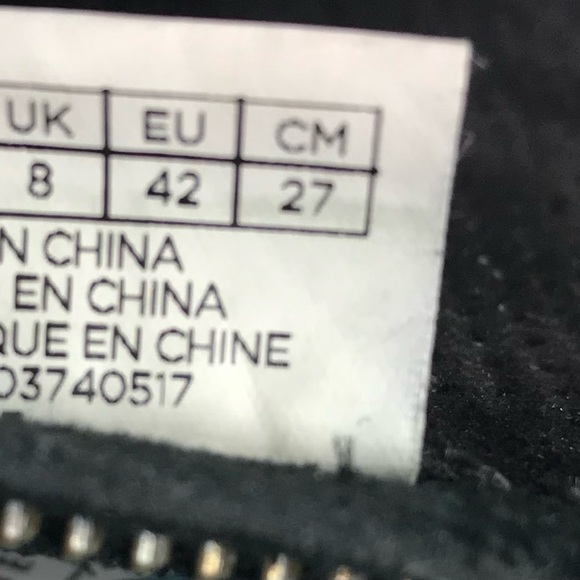 UK EU CM
8 42 27
N CHINA
EN CHINA
QUE EN CHINE
03740517